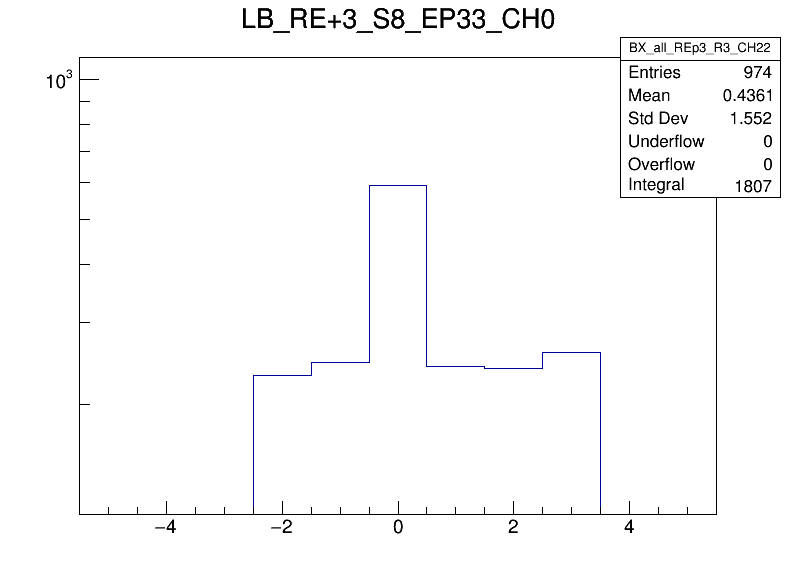 LB_RE+3_S8_EP33_CH0
BX_all_REp3_R3_CH22
Entries 974
Mean 0.4361
Std Dev 1.552
Underflow 0
Overflow 0
Integral 1807
10³
−4 −2 0 2 4